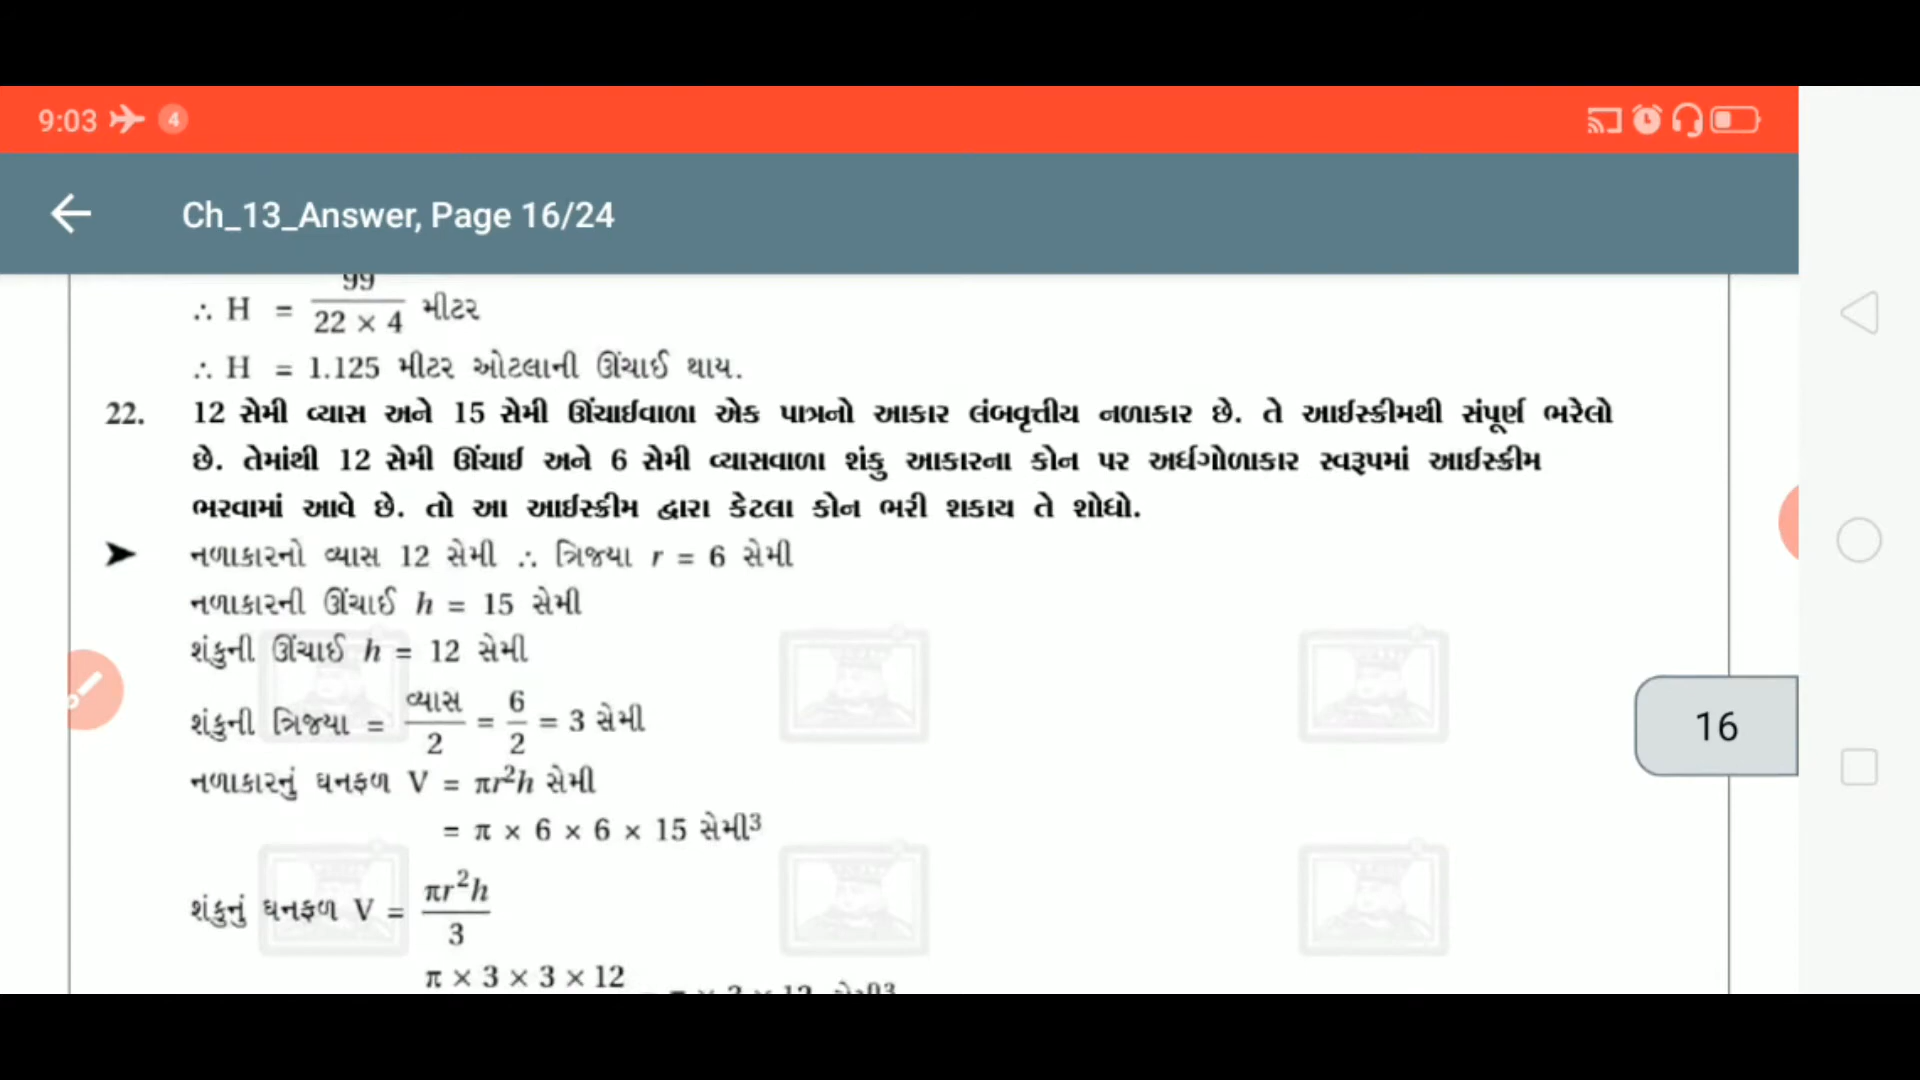 9:03 4
Ch_13_Answer, Page 16/24
99
∴ H = ―――― મીટર
22 × 4
∴ H = 1.125 મીટર ઓટલાની ઊંચાઈ થાય.
22. 12 સેમી વ્યાસ અને 15 સેમી ઊંચાઈવાળા એક પાત્રનો આકાર લંબવૃત્તીય નળાકાર છે. તે આઈસ્ક્રીમથી સંપૂર્ણ ભરેલો
છે. તેમાંથી 12 સેમી ઊંચાઈ અને 6 સેમી વ્યાસવાળા શંકુ આકારના કોન પર અર્ધગોળાકાર સ્વરૂપમાં આઈસ્ક્રીમ
ભરવામાં આવે છે. તો આ આઈસ્ક્રીમ દ્વારા કેટલા કોન ભરી શકાય તે શોધો.
➤ નળાકારનો વ્યાસ 12 સેમી ∴ ત્રિજ્યા r = 6 સેમી
નળાકારની ઊંચાઈ h = 15 સેમી
શંકુની ઊંચાઈ h = 12 સેમી
શંકુની ત્રિજ્યા = વ્યાસ/2 = 6/2 = 3 સેમી
16
નળાકારનું ઘનફળ V = πr²h સેમી
= π × 6 × 6 × 15 સેમી³
શંકુનું ઘનફળ V = πr²h/3
π × 3 × 3 × 12